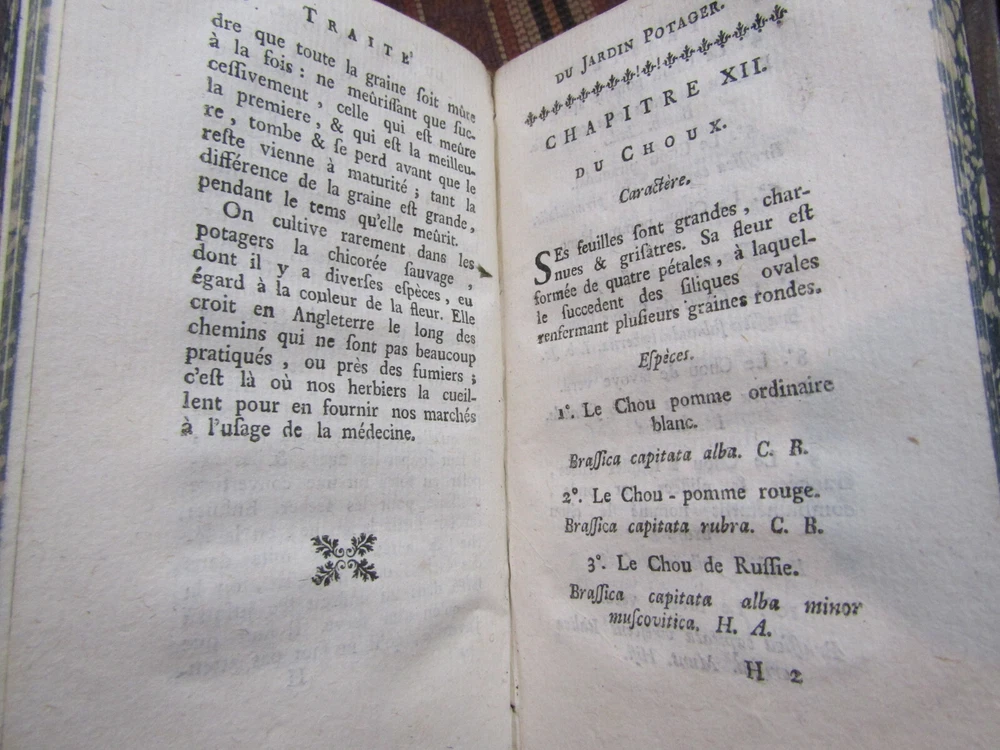 TRAITÉ
dre que toute la graine ſoit mûre
à la fois : ne meûriſſant que ſuc-
ceſſivement, celle qui eſt meûre
la premiere, & qui eſt la meilleu-
re, tombe & ſe perd avant que le
reſte vienne à maturité ; tant la
différence de la graine eſt grande,
pendant le tems qu'elle meûrit.
On cultive rarement dans les
potagers la chicorée ſauvage,
dont il y a diverſes eſpèces, eu
égard à la couleur de la fleur. Elle
croit en Angleterre le long des
chemins qui ne ſont pas beaucoup
pratiqués, ou près des fumiers ;
c'eſt là où nos herbiers la cueil-
lent pour en fournir nos marchés
à l'uſage de la médecine.
DU JARDIN POTAGER.
CHAPITRE XII.
DU CHOUX.
Caractère.
SEs feuilles ſont grandes, char-
nues & griſâtres. Sa fleur eſt
formée de quatre pétales, à laquel-
le ſuccedent des ſiliques ovales
renfermant pluſieurs graines rondes.
Eſpèces.
1°. Le Chou pomme ordinaire
blanc.
Braſſica capitata alba. C. R.
2°. Le Chou-pomme rouge.
Braſſica capitata rubra. C. R.
3°. Le Chou de Ruſſie.
Braſſica capitata alba minor
muſcovitica. H. A.
H 2